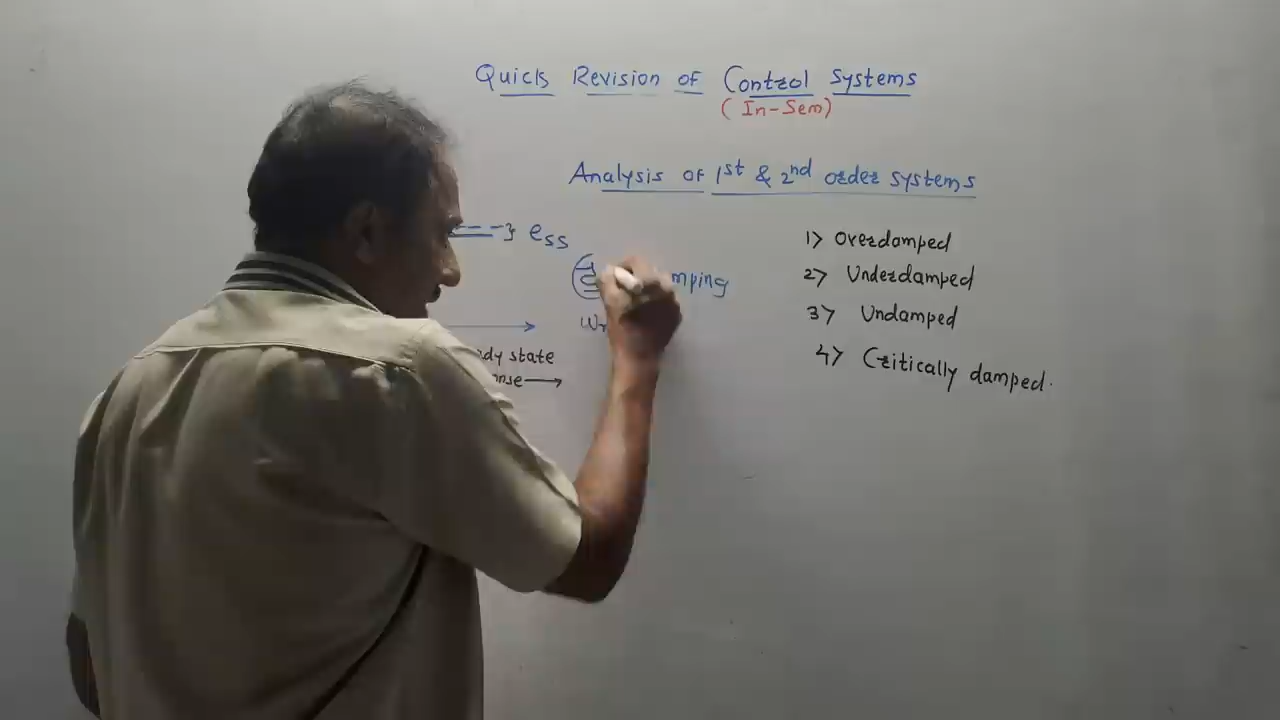 Quick Revision of Control Systems
(In-Sem)
Analysis of 1st & 2nd order systems
ess
1> Overdamped
2> Underdamped
3> Undamped
4> Critically damped.
state